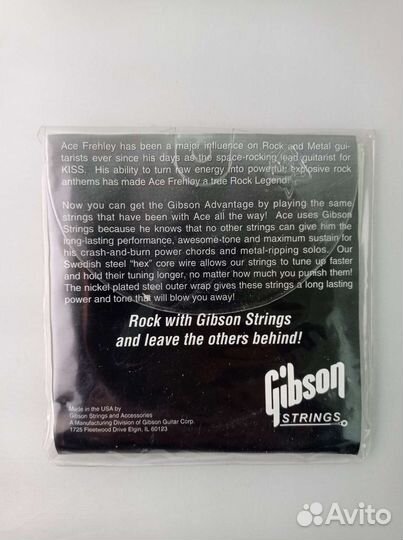 Ace Frehley has been a major influence on Rock and Metal gui-
tarists ever since his days as the space-rocking lead guitarist for
KISS. His ability to turn raw energy into powerful, explosive rock
anthems has made Ace Frehley a true Rock Legend!
Now you can get the Gibson Advantage by playing the same
strings that have been with Ace all the way! Ace uses Gibson
Strings because he knows that no other strings can give him the
long-lasting performance, awesome-tone and maximum sustain for
his crash-and-burn power chords and metal-ripping solos. Our
Swedish steel "hex" core wire allows our strings to tune up faster
and hold their tuning longer, no matter how much you punish them!
The nickel plated steel outer wrap gives these strings a long lasting
power and tone that will blow you away!
Rock with Gibson Strings
and leave the others behind!
Gibson
STRINGS
Made in the USA by
Gibson Strings and Accessories
A Manufacturing Division of Gibson Guitar Corp.
1725 Fleetwood Drive Elgin, IL 60123
Avito